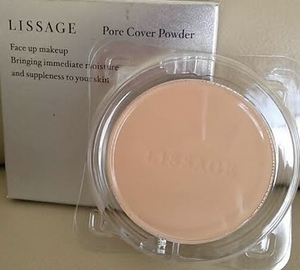 LISSAGE Pore Cover Powder
Face up makeup
Bringing immediate moisture
and suppleness to your skin
LISSAGE